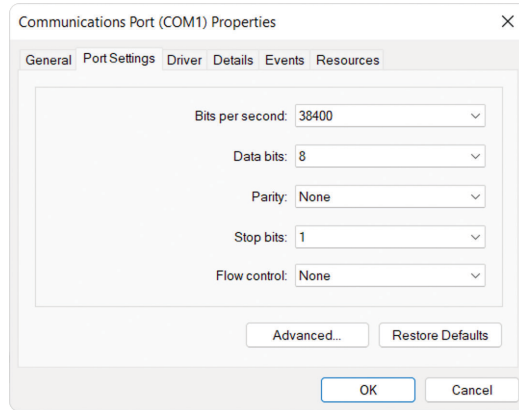 Communications Port (COM1) Properties
General Port Settings Driver Details Events Resources
Bits per second: 38400
Data bits: 8
Parity: None
Stop bits: 1
Flow control: None
Advanced... Restore Defaults
OK Cancel